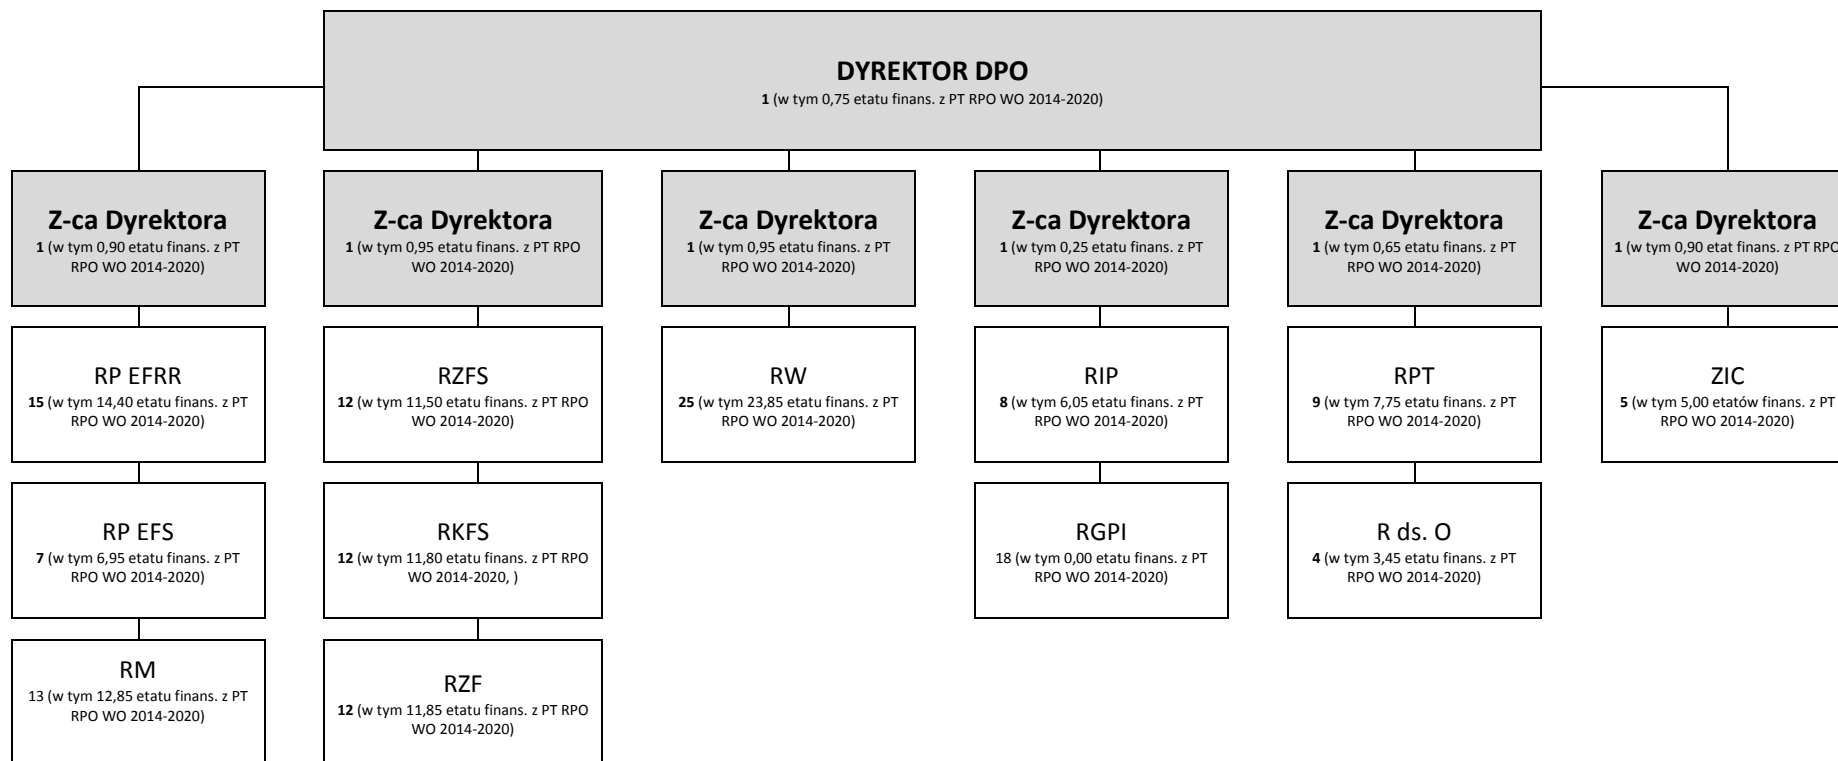 DYREKTOR DPO
1 (w tym 0,75 etatu finans. z PT RPO WO 2014-2020)
Z-ca Dyrektora
1 (w tym 0,90 etatu finans. z PT
RPO WO 2014-2020)
Z-ca Dyrektora
1 (w tym 0,95 etatu finans. z PT RPO
WO 2014-2020)
Z-ca Dyrektora
1 (w tym 0,95 etatu finans. z PT
RPO WO 2014-2020)
Z-ca Dyrektora
1 (w tym 0,25 etatu finans. z PT
RPO WO 2014-2020)
Z-ca Dyrektora
1 (w tym 0,65 etatu finans. z PT
RPO WO 2014-2020)
Z-ca Dyrektora
1 (w tym 0,90 etat finans. z PT RPO
WO 2014-2020)
RP EFRR
15 (w tym 14,40 etatu finans. z PT
RPO WO 2014-2020)
RZFS
12 (w tym 11,50 etatu finans. z PT RPO
WO 2014-2020)
RW
25 (w tym 23,85 etatu finans. z PT
RPO WO 2014-2020)
RIP
8 (w tym 6,05 etatu finans. z PT
RPO WO 2014-2020)
RPT
9 (w tym 7,75 etatu finans. z PT
RPO WO 2014-2020)
ZIC
5 (w tym 5,00 etatów finans. z PT
RPO WO 2014-2020)
RP EFS
7 (w tym 6,95 etatu finans. z PT
RPO WO 2014-2020)
RKFS
12 (w tym 11,80 etatu finans. z PT RPO
WO 2014-2020, )
RGPI
18 (w tym 0,00 etatu finans. z PT
RPO WO 2014-2020)
R ds. O
4 (w tym 3,45 etatu finans. z PT
RPO WO 2014-2020)
RM
13 (w tym 12,85 etatu finans. z PT
RPO WO 2014-2020)
RZF
12 (w tym 11,85 etatu finans. z PT RPO
WO 2014-2020)